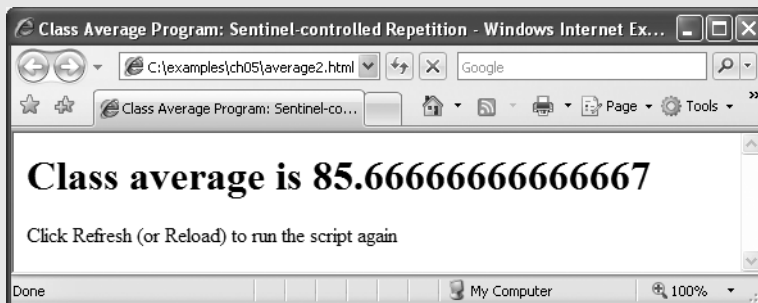 Class Average Program: Sentinel-controlled Repetition - Windows Internet Ex...
C:\examples\ch05\average2.html
Google
Class Average Program: Sentinel-co...
Page
Tools
»
Class average is 85.66666666666667
Click Refresh (or Reload) to run the script again
Done
My Computer
100%